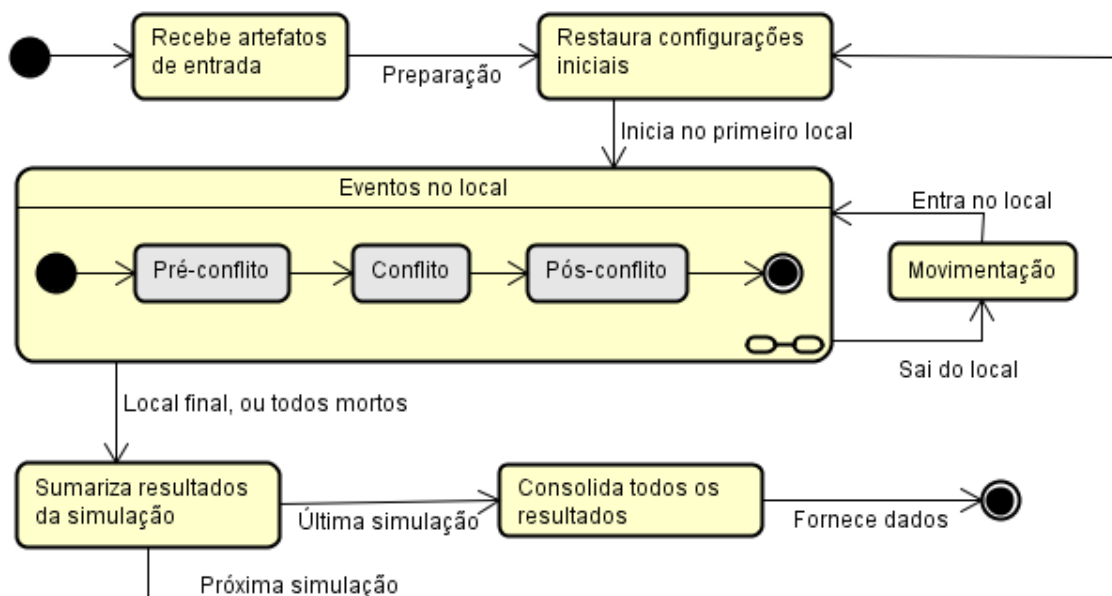 Recebe artefatos
de entrada
Preparação
Restaura configurações
iniciais
Inicia no primeiro local
Eventos no local
Pré-conflito
Conflito
Pós-conflito
Entra no local
Movimentação
Sai do local
Local final, ou todos mortos
Sumariza resultados
da simulação
Última simulação
Consolida todos os
resultados
Fornece dados
Próxima simulação